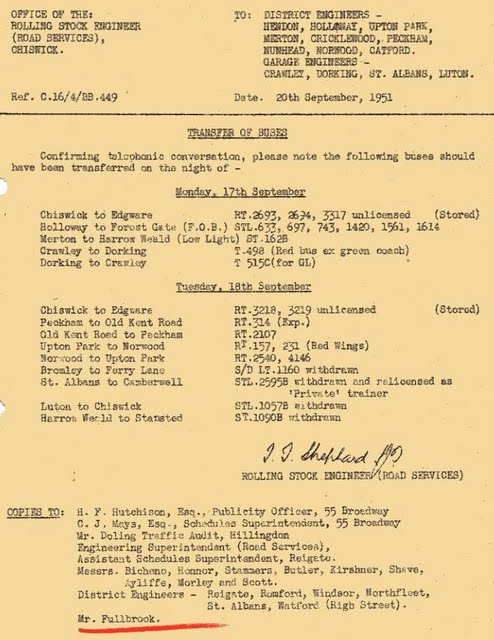 OFFICE OF THE:
ROLLING STOCK ENGINEER
(ROAD SERVICES),
CHISWICK.
TO: DISTRICT ENGINEERS -
HENDON, HOLLOWAY, UPTON PARK,
MERTON, CRICKLEWOOD, PECKHAM,
NUNHEAD, NORWOOD, CATFORD.
GARAGE ENGINEERS -
CRAWLEY, DORKING, ST. ALBANS, LUTON.
Ref. C.16/4/BB.449 Date. 20th September, 1951
TRANSFER OF BUSES
Confirming telephonic conversation, please note the following buses should
have been transferred on the night of -
Monday, 17th September
Chiswick to Edgware RT.2693, 2694, 3317 unlicensed (Stored)
Holloway to Forest Gate (F.O.B.) STL.633, 697, 743, 1420, 1561, 1614
Merton to Harrow Weald (Low Light) ST.162B
Crawley to Dorking T.498 (Red bus ex green coach)
Dorking to Crawley T 515C(for GL)
Tuesday, 18th September
Chiswick to Edgware RT.3218, 3219 unlicensed (Stored)
Peckham to Old Kent Road RT.314 (Exp.)
Old Kent Road to Peckham RT.2107
Upton Park to Norwood RT.157, 231 (Red Wings)
Norwood to Upton Park RT.2540, 4146
Bromley to Ferry Lane S/D LT.1160 withdrawn
St. Albans to Camberwell STL.2595B withdrawn and relicensed as
'Private' trainer
Luton to Chiswick STL.1057B withdrawn
Harrow Weald to Stansted ST.1090B withdrawn
Shephard
ROLLING STOCK ENGINEER (ROAD SERVICES)
COPIES TO: H. F. Hutchison, Esq., Publicity Officer, 55 Broadway
C. J. Mays, Esq., Schedules Superintendent, 55 Broadway
Mr. Doling Traffic Audit, Hillingdon
Engineering Superintendent (Road Services),
Assistant Schedules Superintendent, Reigate.
Messrs. Bicheno, Honnor, Stammers, Butler, Kirshner, Shave,
Ayliffe, Morley and Scott.
District Engineers - Reigate, Romford, Windsor, Northfleet,
St. Albans, Watford (High Street).
Mr. Fullbrook.